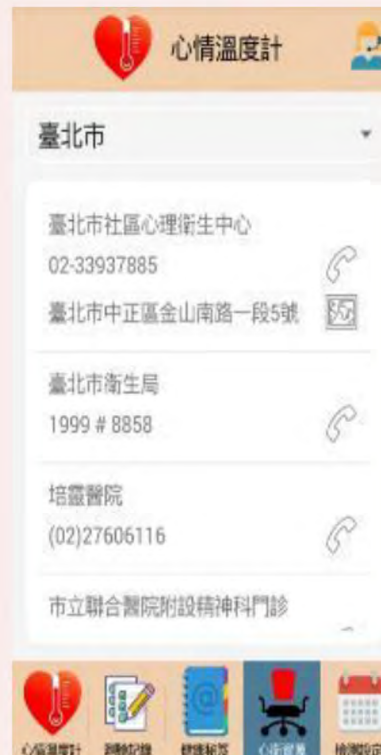 心情溫度計
臺北市
臺北市社區心理衛生中心
02-33937885
臺北市中正區金山南路一段5號
臺北市衛生局
1999 # 8858
培靈醫院
(02)27606116
市立聯合醫院附設精神科門診
心情溫度計